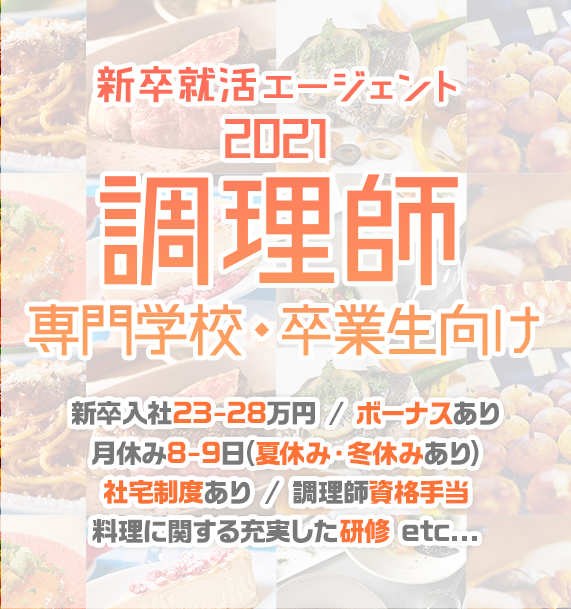 新卒就活エージェント
2021
調理師
専門学校・卒業生向け
新卒入社23-28万円 / ボーナスあり
月休み8-9日(夏休み・冬休みあり)
社宅制度あり / 調理師資格手当
料理に関する充実した研修 etc...